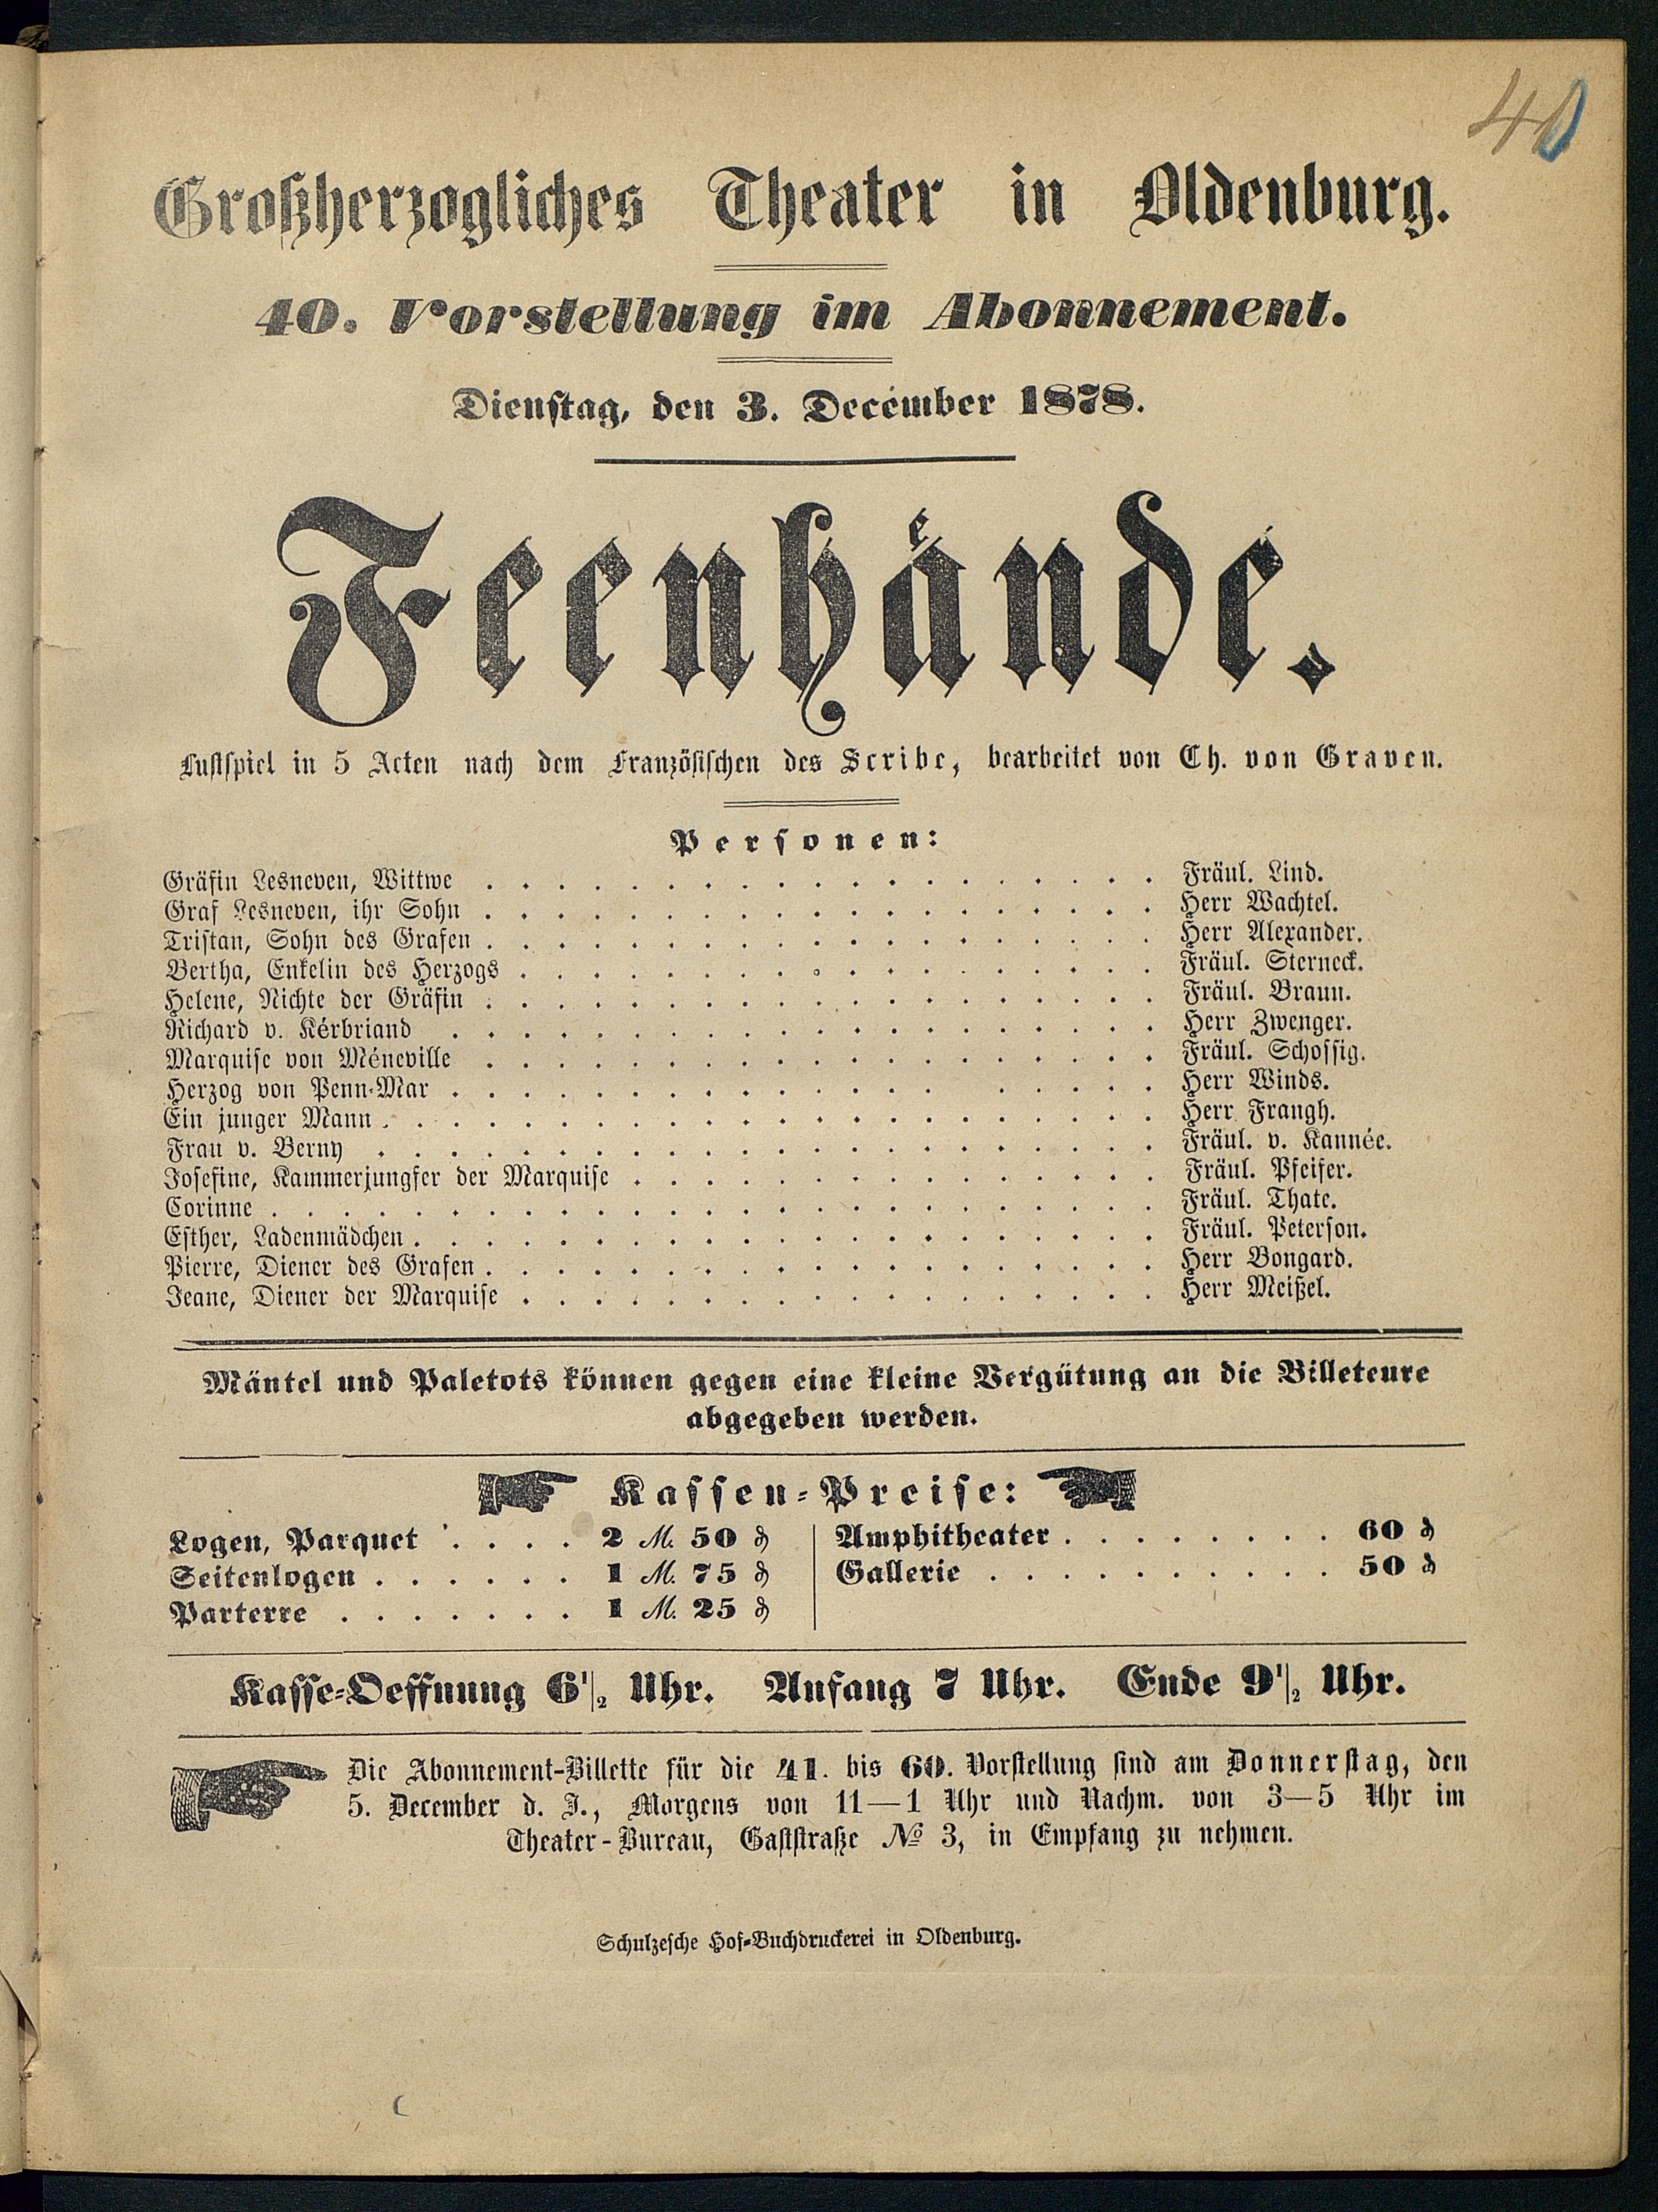 40
Großherzogliches Theater in Oldenburg.
40. Vorstellung im Abonnement.
Dienstag, den 3. December 1878.
Feenhände.
Lustspiel in 5 Acten nach dem Französischen des Scribe, bearbeitet von Ch. von Graven.
Personen:
Gräfin Lesneven, Wittwe . . . . . . . . . . . . . . . . . . . Fräul. Lind.
Graf Lesneven, ihr Sohn . . . . . . . . . . . . . . . . . . . Herr Wachtel.
Tristan, Sohn des Grafen . . . . . . . . . . . . . . . . . . . Herr Alexander.
Bertha, Enkelin des Herzogs . . . . . . . . . . . . . . . . . . Fräul. Sterneck.
Helene, Nichte der Gräfin . . . . . . . . . . . . . . . . . . . Fräul. Braun.
Richard v. Kérbriand . . . . . . . . . . . . . . . . . . . . Herr Zwenger.
Marquise von Méneville . . . . . . . . . . . . . . . . . . . Fräul. Schossig.
Herzog von Penn-Mar . . . . . . . . . . . . . . . . . . . . Herr Winds.
Ein junger Mann . . . . . . . . . . . . . . . . . . . . . . Herr Frangh.
Frau v. Berny . . . . . . . . . . . . . . . . . . . . . . Fräul. v. Kannée.
Josefine, Kammerjungfer der Marquise . . . . . . . . . . . . . . . Fräul. Pfeifer.
Corinne . . . . . . . . . . . . . . . . . . . . . . . . . Fräul. Thate.
Esther, Ladenmädchen . . . . . . . . . . . . . . . . . . . . . Fräul. Peterson.
Pierre, Diener des Grafen . . . . . . . . . . . . . . . . . . . Herr Bongard.
Jeane, Diener der Marquise . . . . . . . . . . . . . . . . . . Herr Meißel.
Mäntel und Paletots können gegen eine kleine Vergütung an die Billeteure
abgegeben werden.
Kassen-Preise:
Logen, Parquet . . . . 2 M. 50 ₰
Seitenlogen . . . . . . 1 M. 75 ₰
Parterre . . . . . . . 1 M. 25 ₰
Amphitheater . . . . . . . . 60 ₰
Gallerie . . . . . . . . . . 50 ₰
Kasse-Oeffnung 6 1/2 Uhr. Anfang 7 Uhr. Ende 9 1/2 Uhr.
Die Abonnement-Billette für die 41. bis 60. Vorstellung sind am Donnerstag, den
5. December d. J., Morgens von 11—1 Uhr und Nachm. von 3—5 Uhr im
Theater-Bureau, Gaststraße № 3, in Empfang zu nehmen.
Schulzesche Hof-Buchdruckerei in Oldenburg.